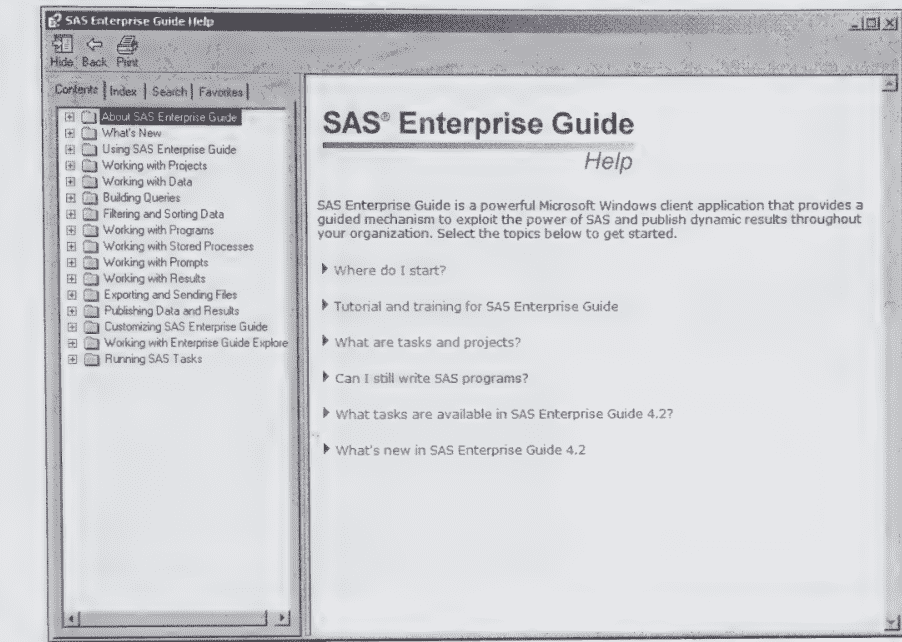 SAS Enterprise Guide Help
Hide Back Print
Contents Index Search Favorites
About SAS Enterprise Guide
What's New
Using SAS Enterprise Guide
Working with Projects
Working with Data
Building Queries
Filtering and Sorting Data
Working with Programs
Working with Stored Processes
Working with Prompts
Working with Results
Exporting and Sending Files
Publishing Data and Results
Customizing SAS Enterprise Guide
Working with Enterprise Guide Explore
Running SAS Tasks
SAS® Enterprise Guide
Help
SAS Enterprise Guide is a powerful Microsoft Windows client application that provides a
guided mechanism to exploit the power of SAS and publish dynamic results throughout
your organization. Select the topics below to get started.
Where do I start?
Tutorial and training for SAS Enterprise Guide
What are tasks and projects?
Can I still write SAS programs?
What tasks are available in SAS Enterprise Guide 4.2?
What's new in SAS Enterprise Guide 4.2